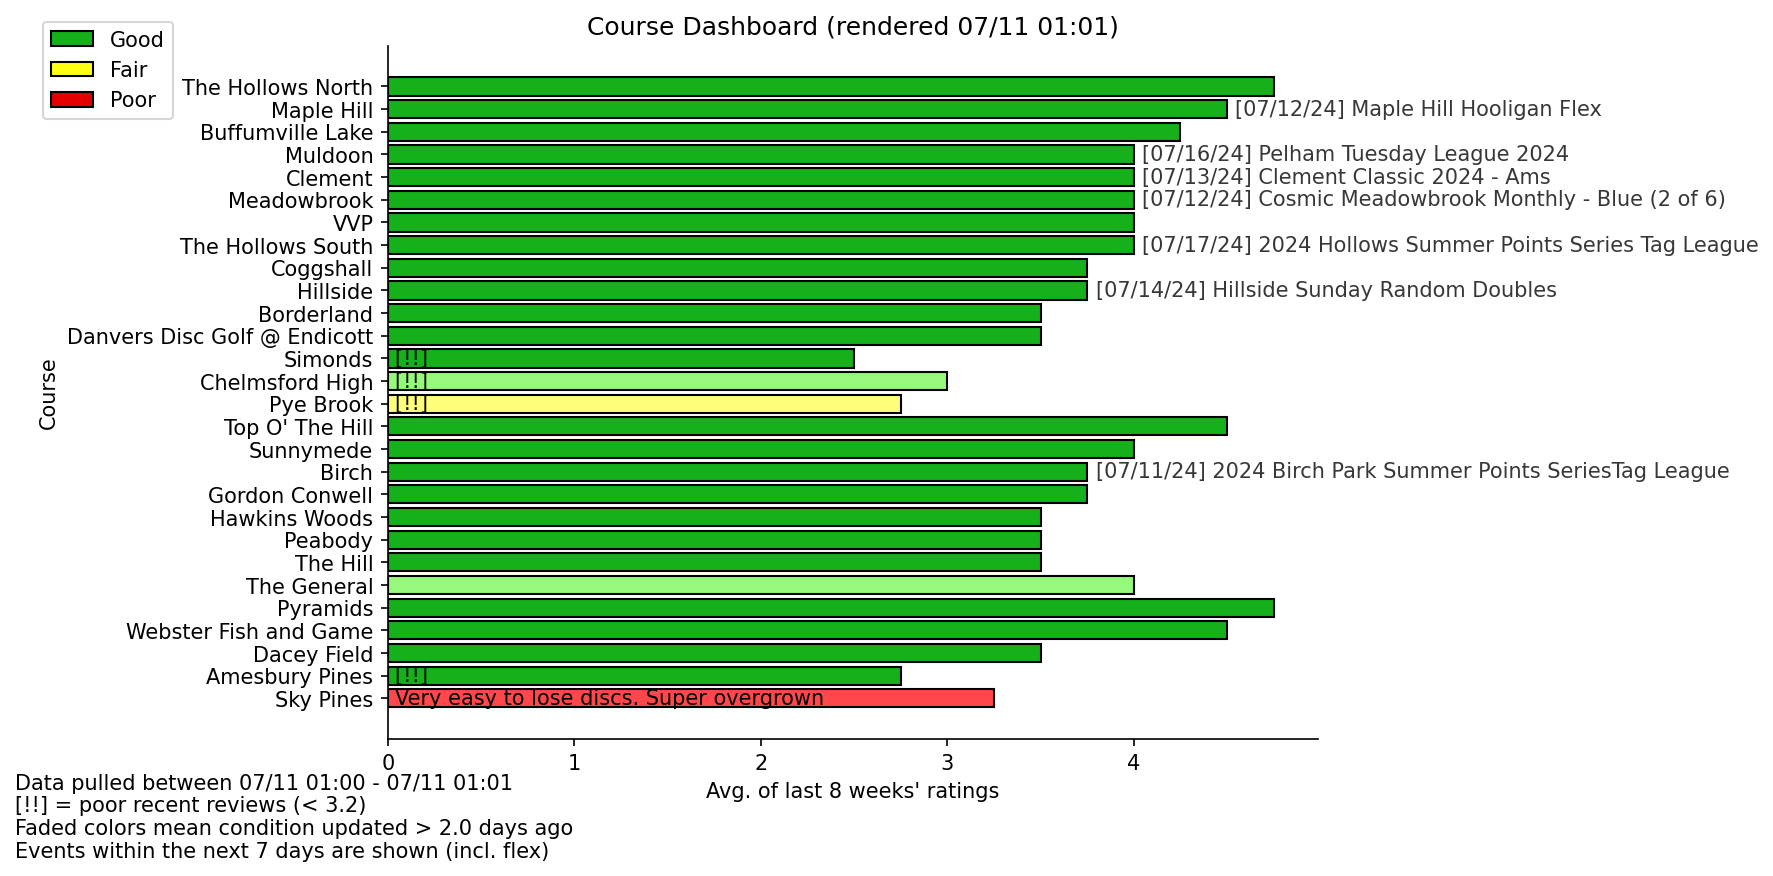 Course Dashboard (rendered 07/11 01:01)
Good
Fair
Poor
The Hollows North
Maple Hill [07/12/24] Maple Hill Hooligan Flex
Buffumville Lake
Muldoon [07/16/24] Pelham Tuesday League 2024
Clement [07/13/24] Clement Classic 2024 - Ams
Meadowbrook [07/12/24] Cosmic Meadowbrook Monthly - Blue (2 of 6)
VVP
The Hollows South [07/17/24] 2024 Hollows Summer Points Series Tag League
Coggshall
Hillside [07/14/24] Hillside Sunday Random Doubles
Borderland
Danvers Disc Golf @ Endicott
Simonds [!!]
Chelmsford High [!!]
Pye Brook [!!]
Top O' The Hill
Sunnymede
Birch [07/11/24] 2024 Birch Park Summer Points SeriesTag League
Gordon Conwell
Hawkins Woods
Peabody
The Hill
The General
Pyramids
Webster Fish and Game
Dacey Field
Amesbury Pines [!!]
Sky Pines Very easy to lose discs. Super overgrown
Course
0 1 2 3 4
Avg. of last 8 weeks' ratings
Data pulled between 07/11 01:00 - 07/11 01:01
[!!] = poor recent reviews (< 3.2)
Faded colors mean condition updated > 2.0 days ago
Events within the next 7 days are shown (incl. flex)